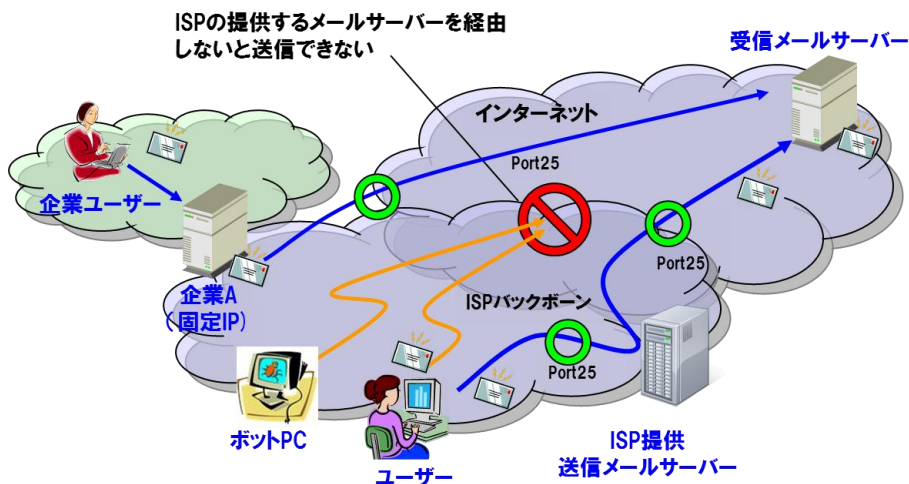 ISPの提供するメールサーバーを経由
しないと送信できない
受信メールサーバー
インターネット
Port25
企業ユーザー
企業A
(固定IP)
ISPバックボーン
Port25
Port25
ボットPC
ユーザー
ISP提供
送信メールサーバー